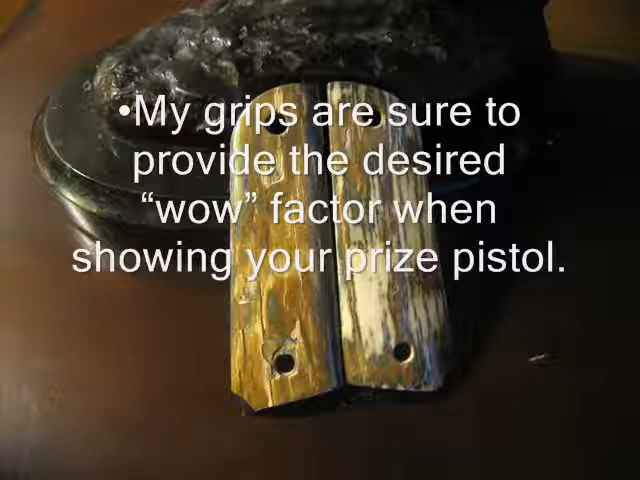 •My grips are sure to
provide the desired
“wow” factor when
showing your prize pistol.